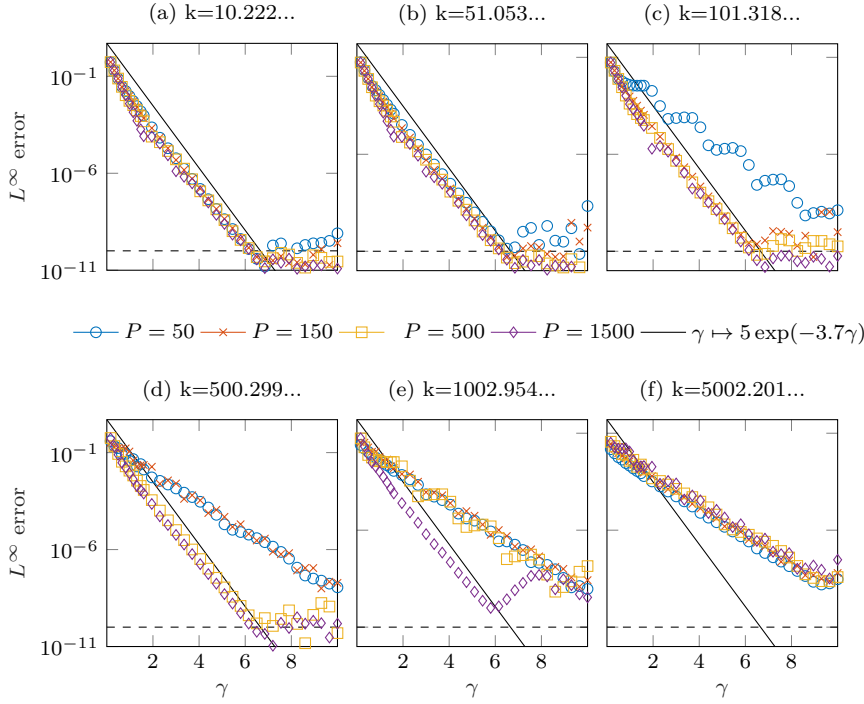 (a) k=10.222...
(b) k=51.053...
(c) k=101.318...
L^∞ error
10^−1
10^−6
10^−11
P = 50
P = 150
P = 500
P = 1500
γ ↦ 5 exp(−3.7γ)
(d) k=500.299...
(e) k=1002.954...
(f) k=5002.201...
L^∞ error
10^−1
10^−6
10^−11
2 4 6 8
2 4 6 8
2 4 6 8
γ
γ
γ